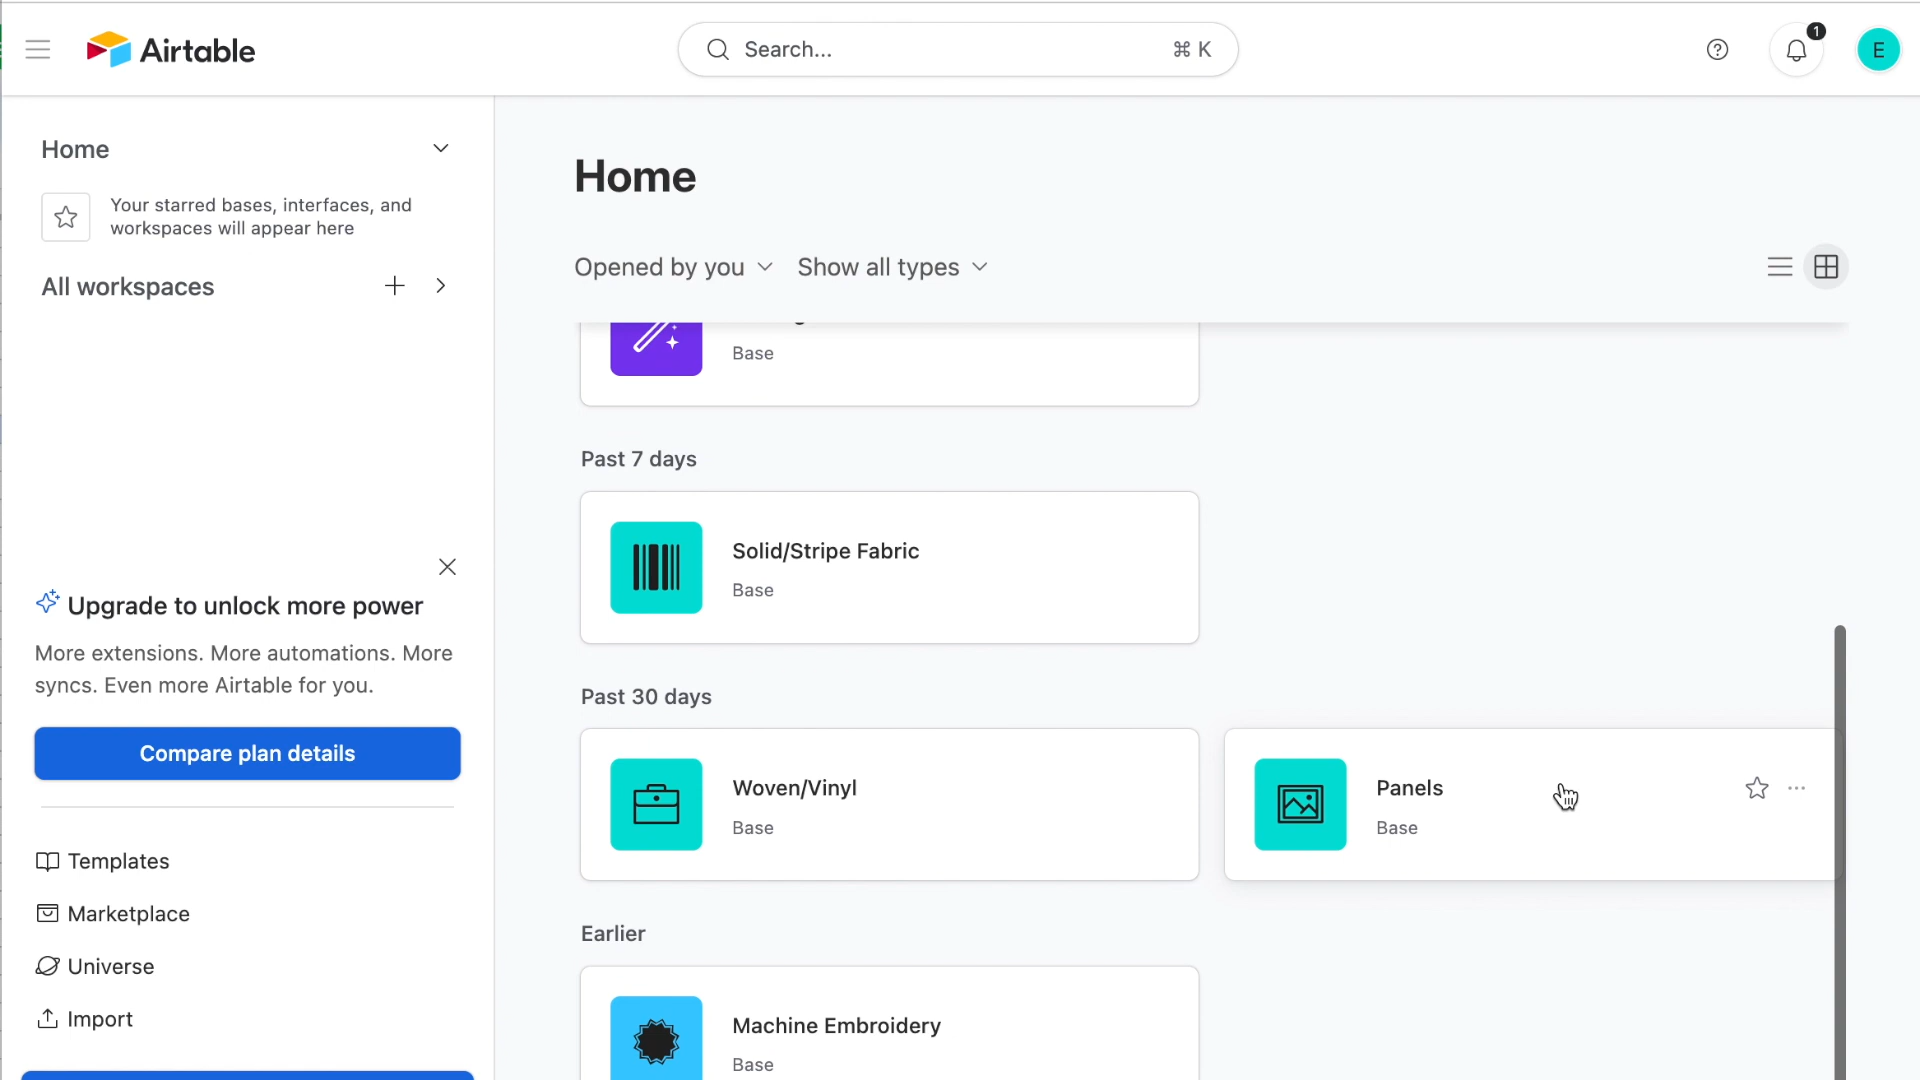 Airtable
Search...
⌘ K
1
E
Home
Your starred bases, interfaces, and
workspaces will appear here
All workspaces
Upgrade to unlock more power
More extensions. More automations. More
syncs. Even more Airtable for you.
Compare plan details
Templates
Marketplace
Universe
Import
Home
Opened by you
Show all types
Base
Past 7 days
Solid/Stripe Fabric
Base
Past 30 days
Woven/Vinyl
Base
Panels
Base
Earlier
Machine Embroidery
Base